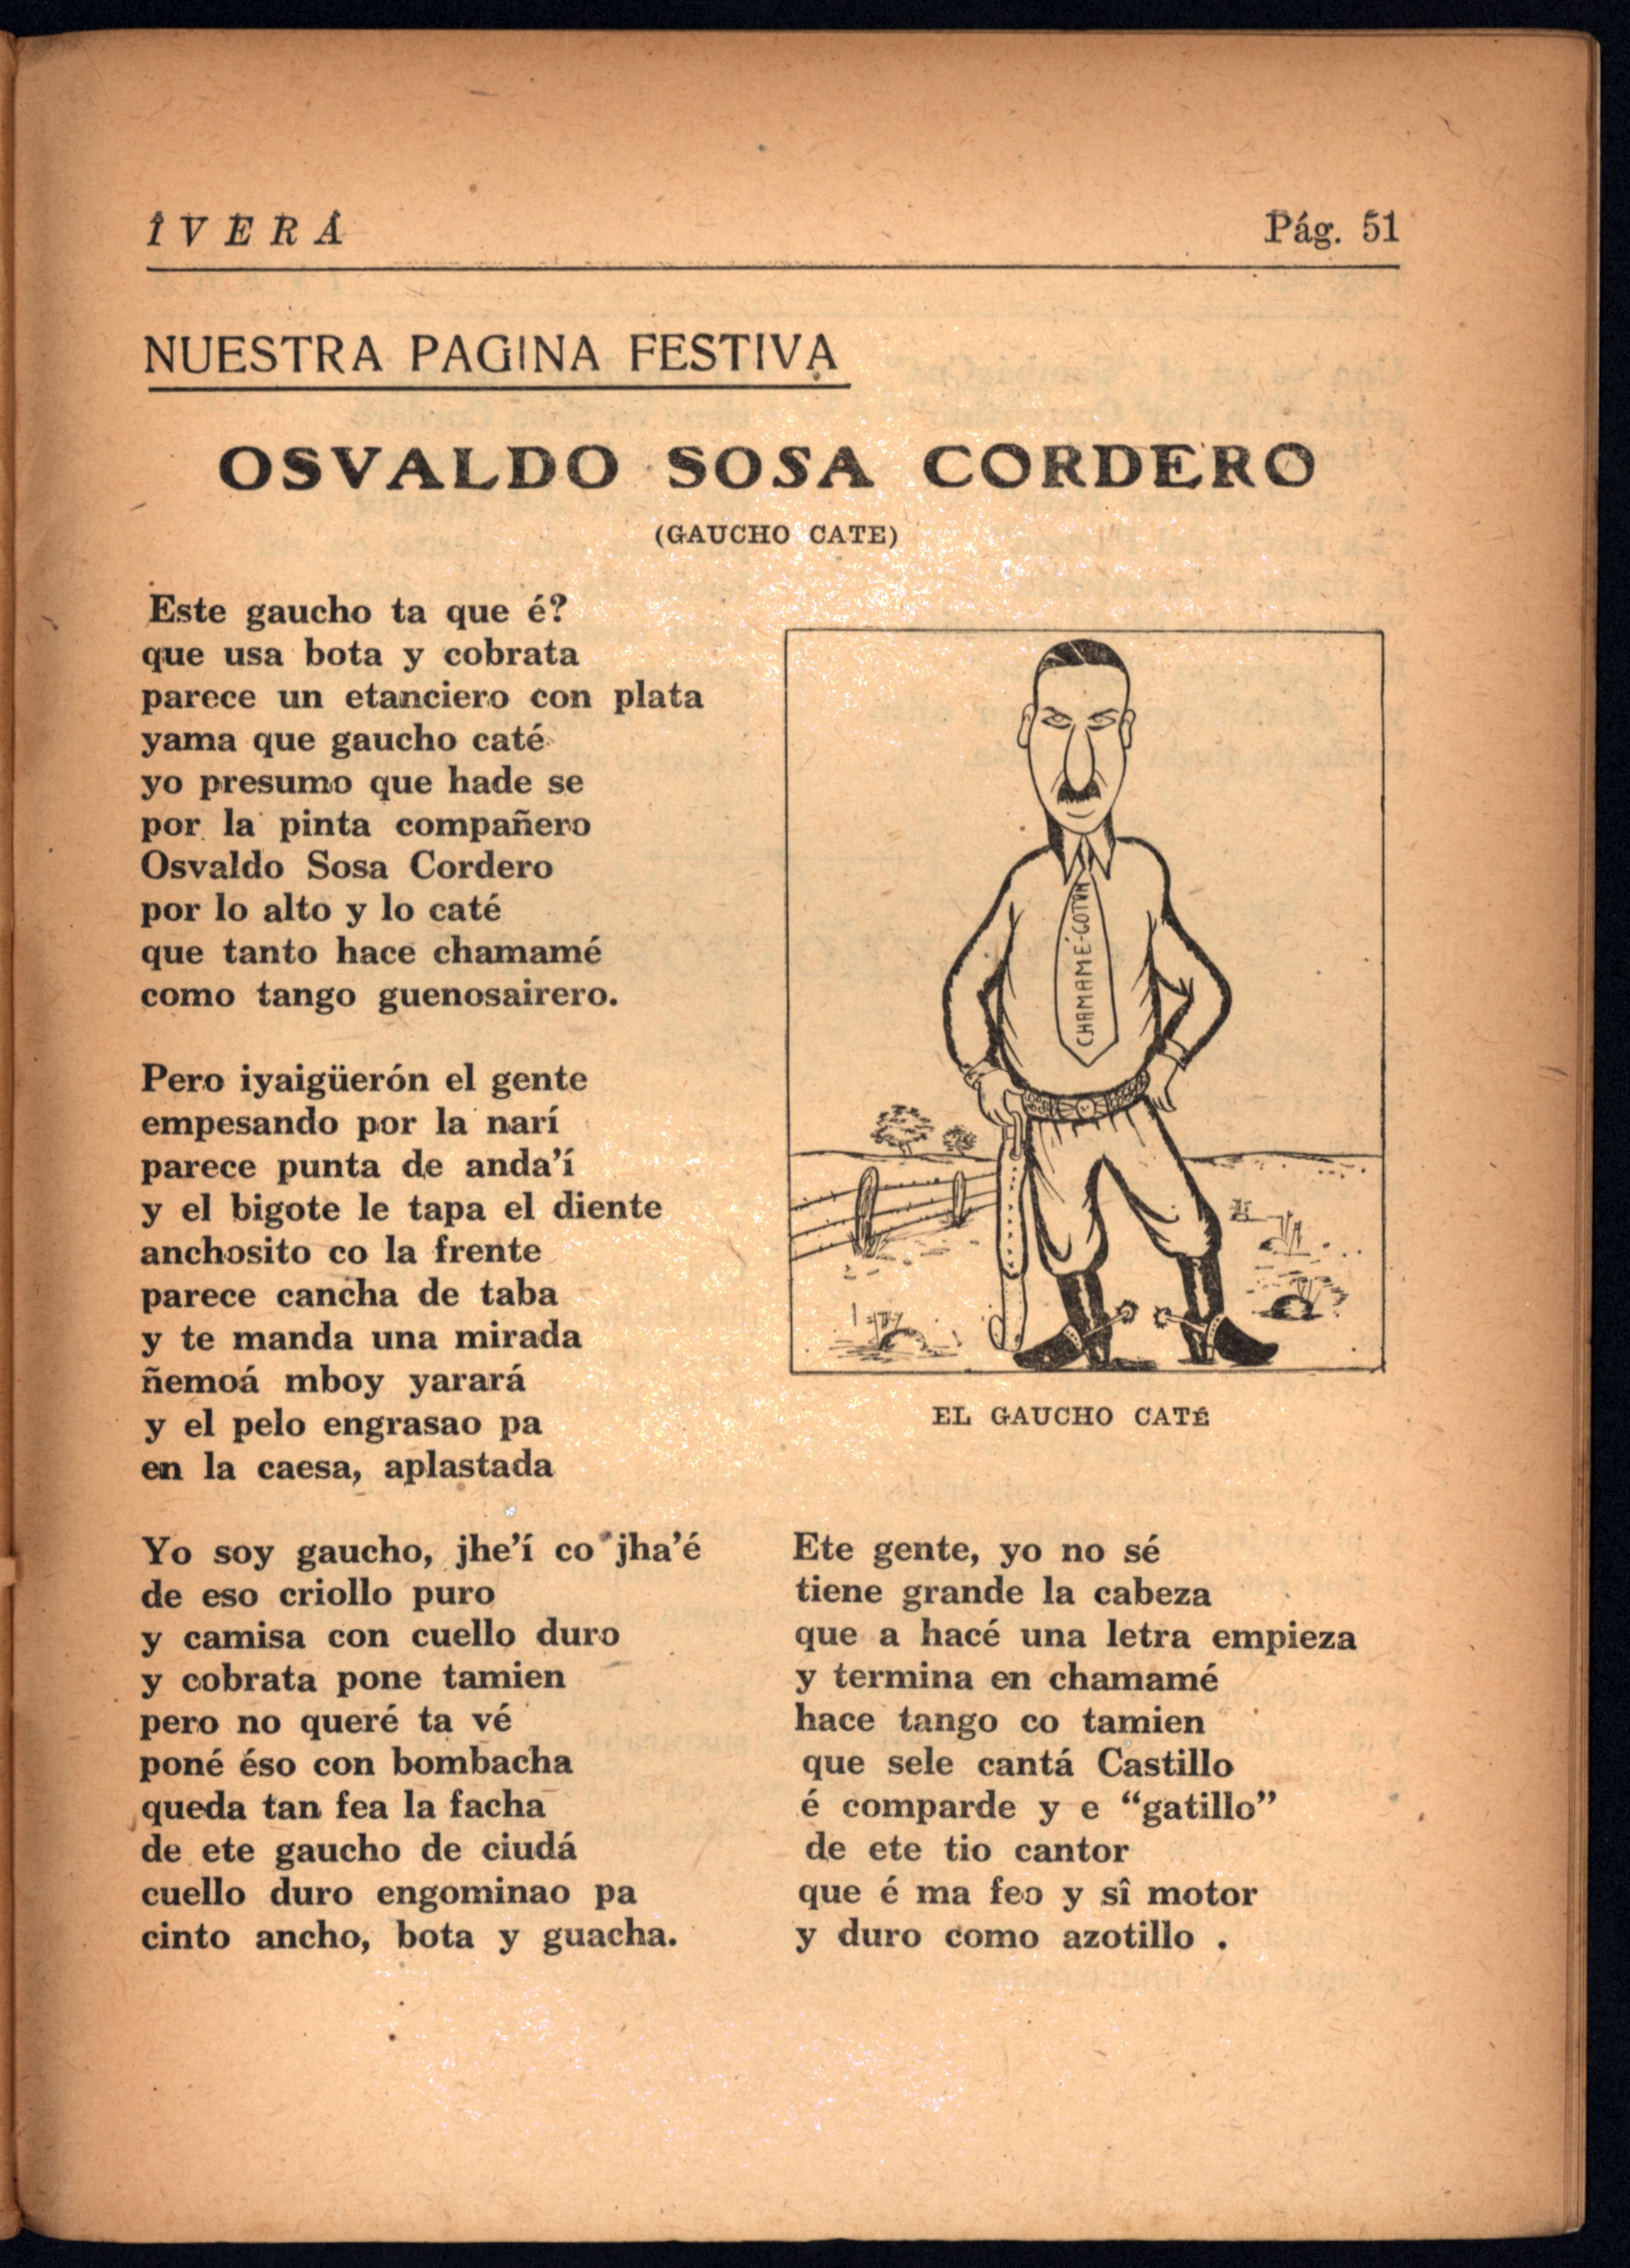 ÎVERÁ
Pág. 51
NUESTRA PAGINA FESTIVA
OSVALDO SOSA CORDERO
(GAUCHO CATE)
Este gaucho ta que é?
que usa bota y cobrata
parece un etanciero con plata
yama que gaucho caté
yo presumo que hade se
por la pinta compañero
Osvaldo Sosa Cordero
por lo alto y lo caté
que tanto hace chamamé
como tango guenosairero.
Pero iyaigüerón el gente
empesando por la narí
parece punta de anda'í
y el bigote le tapa el diente
anchosito co la frente
parece cancha de taba
y te manda una mirada
ñemoá mboy yarará
y el pelo engrasao pa
en la caesa, aplastada
CHAMAMÉ-GOTAN
EL GAUCHO CATÉ
Yo soy gaucho, jhe'í co jha'é
de eso criollo puro
y camisa con cuello duro
y cobrata pone tamien
pero no queré ta vé
poné éso con bombacha
queda tan fea la facha
de ete gaucho de ciudá
cuello duro engominao pa
cinto ancho, bota y guacha.
Ete gente, yo no sé
tiene grande la cabeza
que a hacé una letra empieza
y termina en chamamé
hace tango co tamien
que sele cantá Castillo
é comparde y e "gatillo"
de ete tio cantor
que é ma feo y sî motor
y duro como azotillo .